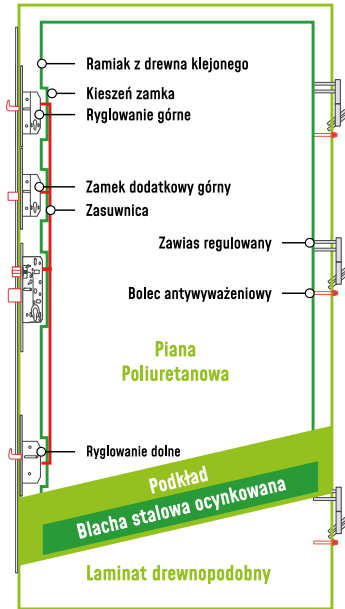 Ramiak z drewna klejonego
Kieszeń zamka
Ryglowanie górne
Zamek dodatkowy górny
Zasuwnica
Zawias regulowany
Bolec antywyważeniowy
Piana
Poliuretanowa
Ryglowanie dolne
Podkład
Blacha stalowa ocynkowana
Laminat drewnopodobny